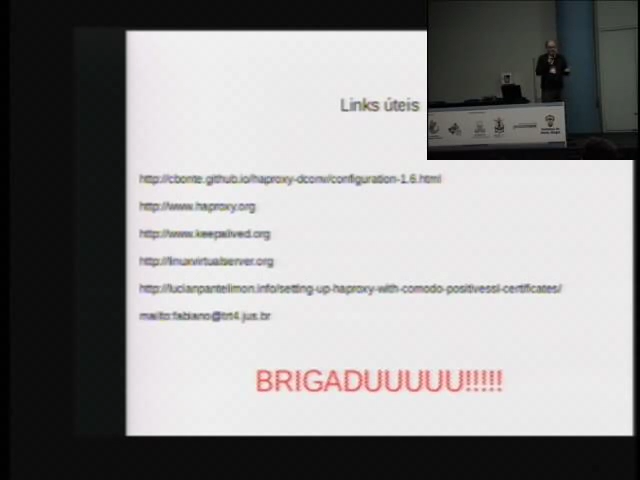 Links úteis
http://cbonte.github.io/haproxy-dconv/configuration-1.6.html
http://www.haproxy.org
http://www.keepalived.org
http://linuxvirtualserver.org
http://lucianpantelimon.info/setting-up-haproxy-with-comodo-positivessl-certificates/
mailto:fabiano@trt4.jus.br
BRIGADUUUUU!!!!!